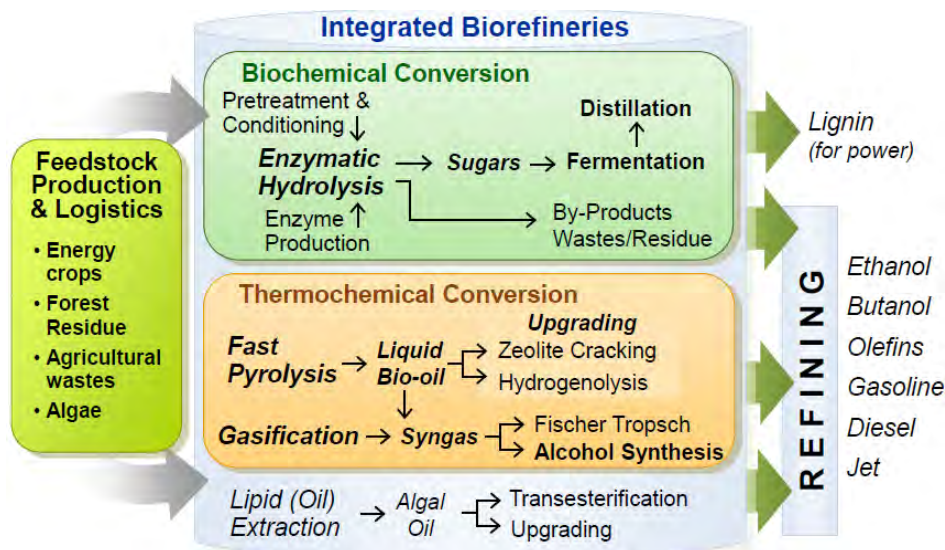 Integrated Biorefineries
Feedstock
Production
& Logistics
• Energy
crops
• Forest
Residue
• Agricultural
wastes
• Algae
Biochemical Conversion
Pretreatment &
Conditioning
Enzymatic
Hydrolysis
Enzyme
Production
Sugars
Distillation
Fermentation
By-Products
Wastes/Residue
Thermochemical Conversion
Fast
Pyrolysis
Liquid
Bio-oil
Upgrading
Zeolite Cracking
Hydrogenolysis
Gasification
Syngas
Fischer Tropsch
Alcohol Synthesis
Lipid (Oil)
Extraction
Algal
Oil
Transesterification
Upgrading
Lignin
(for power)
REFINING
Ethanol
Butanol
Olefins
Gasoline
Diesel
Jet